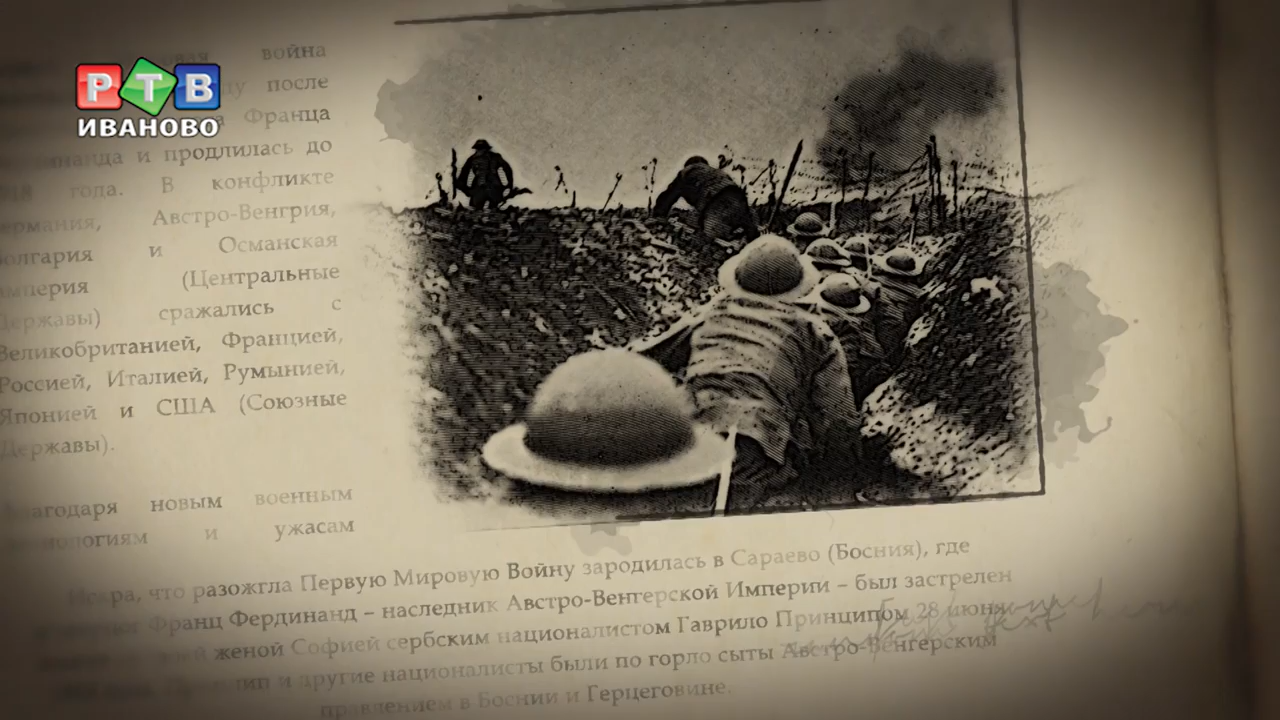 РТВ
ИВАНОВО
война
после
Франца
и продлилась до
года. В конфликте
Австро-Венгрия,
и Османская
(Центральные
Державы) сражались с
Великобританией, Францией,
Россией, Италией, Румынией,
Японией и США (Союзные
Державы).
новым военным
и ужасам
что разожгла Первую Мировую Войну зародилась в Сараево (Босния), где
Франц Фердинанд – наследник Австро-Венгерской Империи – был застрелен
женой Софией сербским националистом Гаврило Принципом 28 июня
и другие националисты были по горло сыты Австро-Венгерским
правлением в Боснии и Герцеговине.